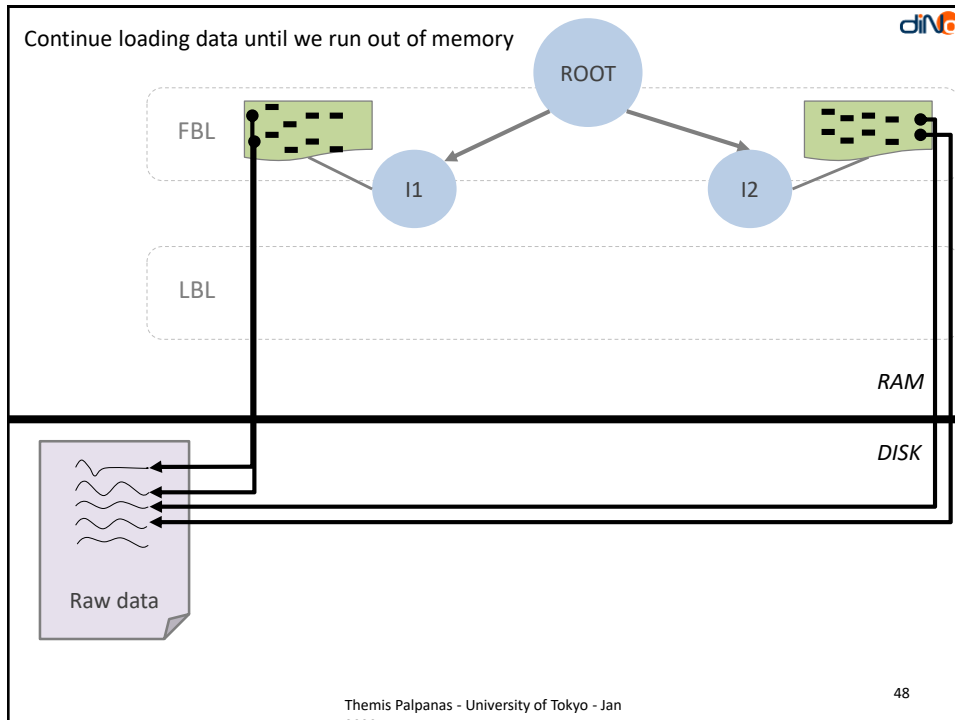 Continue loading data until we run out of memory
ROOT
FBL
I1
I2
LBL
RAM
DISK
Raw data
Themis Palpanas - University of Tokyo - Jan
48